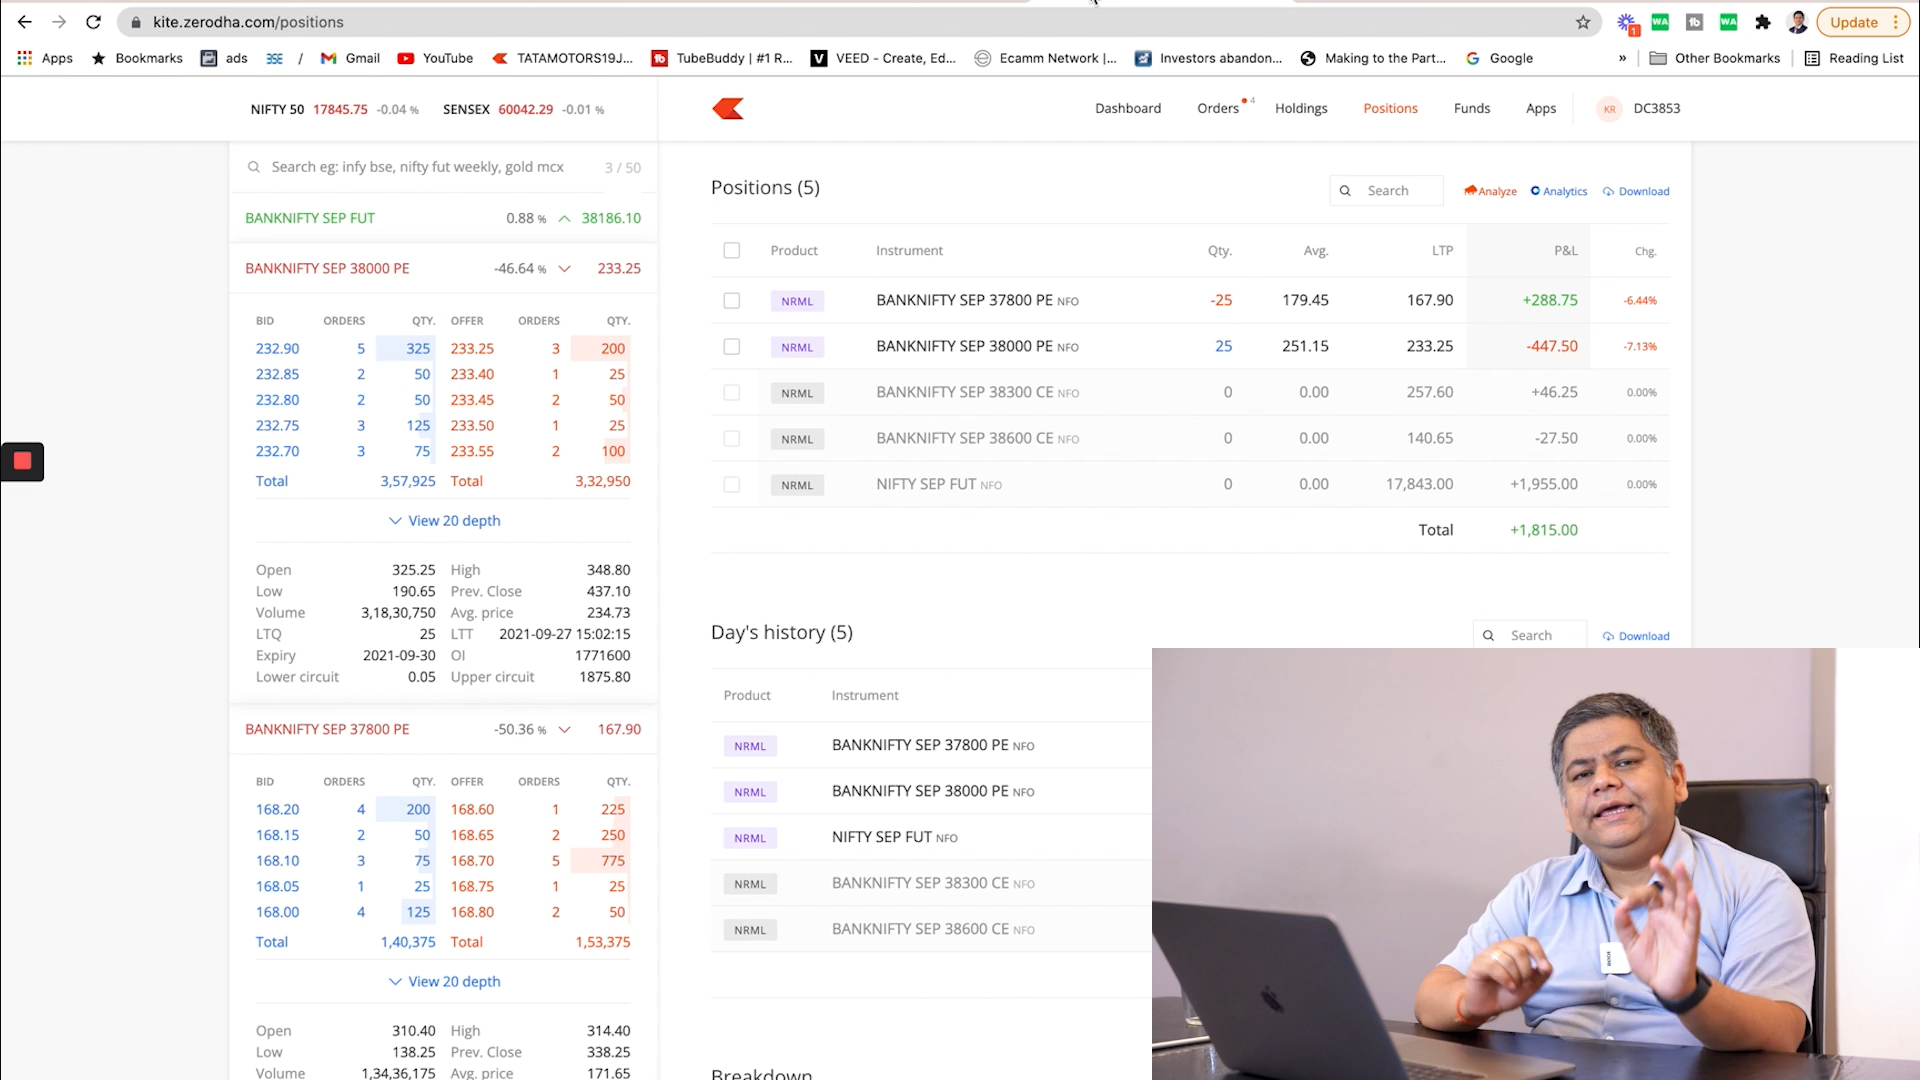 kite.zerodha.com/positions
1
WA
WA
Update
Apps
Bookmarks
ads
/
Gmail
YouTube
TATAMOTORS19J...
TubeBuddy | #1 R...
VEED - Create, Ed...
Ecamm Network |...
Investors abandon...
Making to the Part...
Google
»
Other Bookmarks
Reading List
NIFTY 50 17845.75 -0.04 % SENSEX 60042.29 -0.01 %
Dashboard Orders 4 Holdings Positions Funds Apps KR DC3853
Search eg: infy bse, nifty fut weekly, gold mcx 3 / 50
BANKNIFTY SEP FUT 0.88 % 38186.10
BANKNIFTY SEP 38000 PE -46.64 % 233.25
BID ORDERS QTY. OFFER ORDERS QTY.
232.90 5 325 233.25 3 200
232.85 2 50 233.40 1 25
232.80 2 50 233.45 2 50
232.75 3 125 233.50 1 25
232.70 3 75 233.55 2 100
Total 3,57,925 Total 3,32,950
View 20 depth
Open 325.25 High 348.80
Low 190.65 Prev. Close 437.10
Volume 3,18,30,750 Avg. price 234.73
LTQ 25 LTT 2021-09-27 15:02:15
Expiry 2021-09-30 OI 1771600
Lower circuit 0.05 Upper circuit 1875.80
BANKNIFTY SEP 37800 PE -50.36 % 167.90
BID ORDERS QTY. OFFER ORDERS QTY.
168.20 4 200 168.60 1 225
168.15 2 50 168.65 2 250
168.10 3 75 168.70 5 775
168.05 1 25 168.75 1 25
168.00 4 125 168.80 2 50
Total 1,40,375 Total 1,53,375
View 20 depth
Open 310.40 High 314.40
Low 138.25 Prev. Close 338.25
Volume 1,34,36,175 Avg. price 171.65
Positions (5) Search Analyze Analytics Download
Product Instrument Qty. Avg. LTP P&L Chg.
NRML BANKNIFTY SEP 37800 PE NFO -25 179.45 167.90 +288.75 -6.44%
NRML BANKNIFTY SEP 38000 PE NFO 25 251.15 233.25 -447.50 -7.13%
NRML BANKNIFTY SEP 38300 CE NFO 0 0.00 257.60 +46.25 0.00%
NRML BANKNIFTY SEP 38600 CE NFO 0 0.00 140.65 -27.50 0.00%
NRML NIFTY SEP FUT NFO 0 0.00 17,843.00 +1,955.00 0.00%
Total +1,815.00
Day's history (5) Search Download
Product Instrument
NRML BANKNIFTY SEP 37800 PE NFO
NRML BANKNIFTY SEP 38000 PE NFO
NRML NIFTY SEP FUT NFO
NRML BANKNIFTY SEP 38300 CE NFO
NRML BANKNIFTY SEP 38600 CE NFO
Breakdown